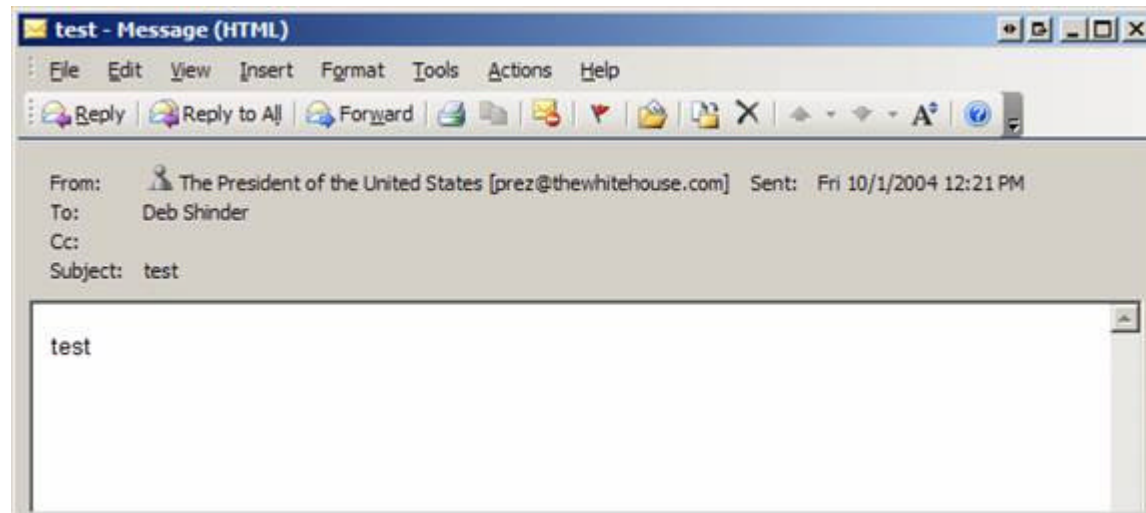 test - Message (HTML)
File Edit View Insert Format Tools Actions Help
Reply Reply to All Forward A
From: The President of the United States [prez@thewhitehouse.com] Sent: Fri 10/1/2004 12:21 PM
To: Deb Shinder
Cc:
Subject: test
test